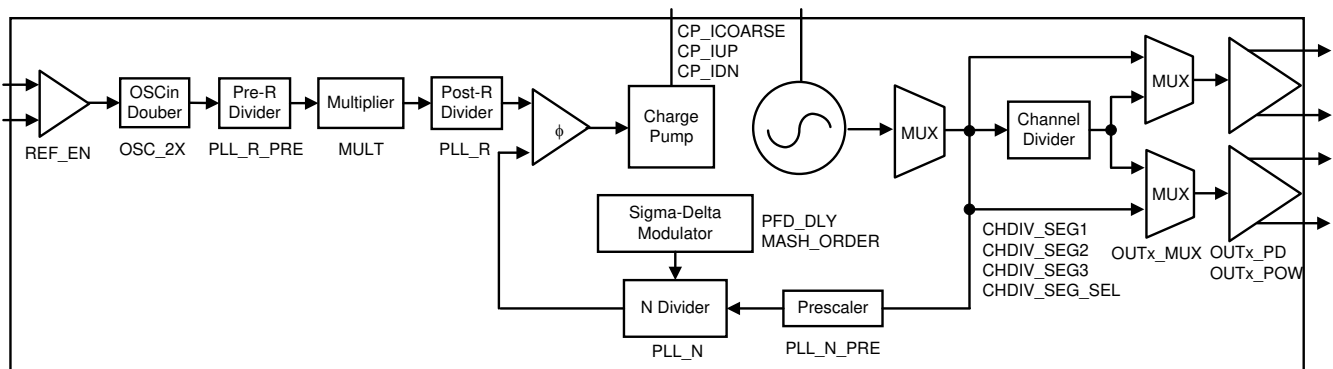 CP_ICOARSE
CP_IUP
CP_IDN
OSCin
Douber
Pre-R
Divider
Multiplier
Post-R
Divider
ϕ
Charge
Pump
MUX
Channel
Divider
MUX
MUX
REF_EN
OSC_2X
PLL_R_PRE
MULT
PLL_R
Sigma-Delta
Modulator
PFD_DLY
MASH_ORDER
CHDIV_SEG1
CHDIV_SEG2
CHDIV_SEG3
CHDIV_SEG_SEL
OUTx_MUX
OUTx_PD
OUTx_POW
N Divider
Prescaler
PLL_N
PLL_N_PRE